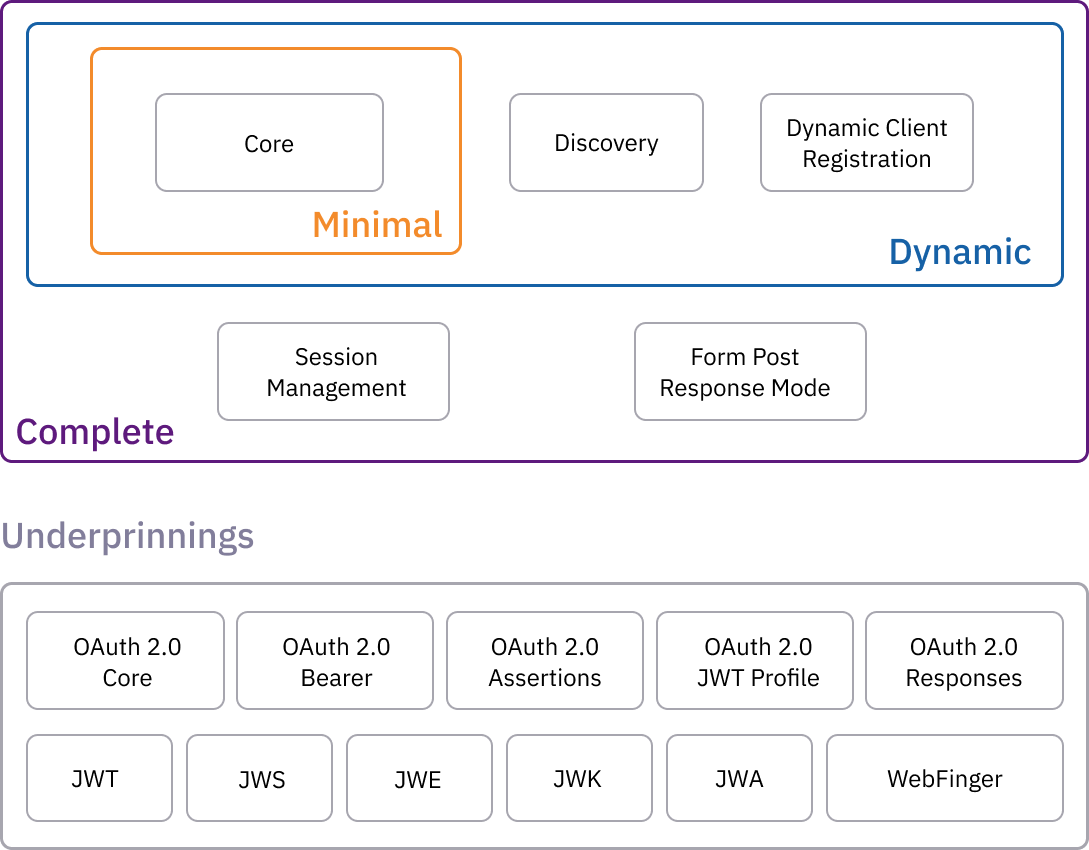 Core
Discovery
Dynamic Client
Registration
Minimal
Dynamic
Session
Management
Form Post
Response Mode
Complete
Underprinnings
OAuth 2.0
Core
OAuth 2.0
Bearer
OAuth 2.0
Assertions
OAuth 2.0
JWT Profile
OAuth 2.0
Responses
JWT
JWS
JWE
JWK
JWA
WebFinger